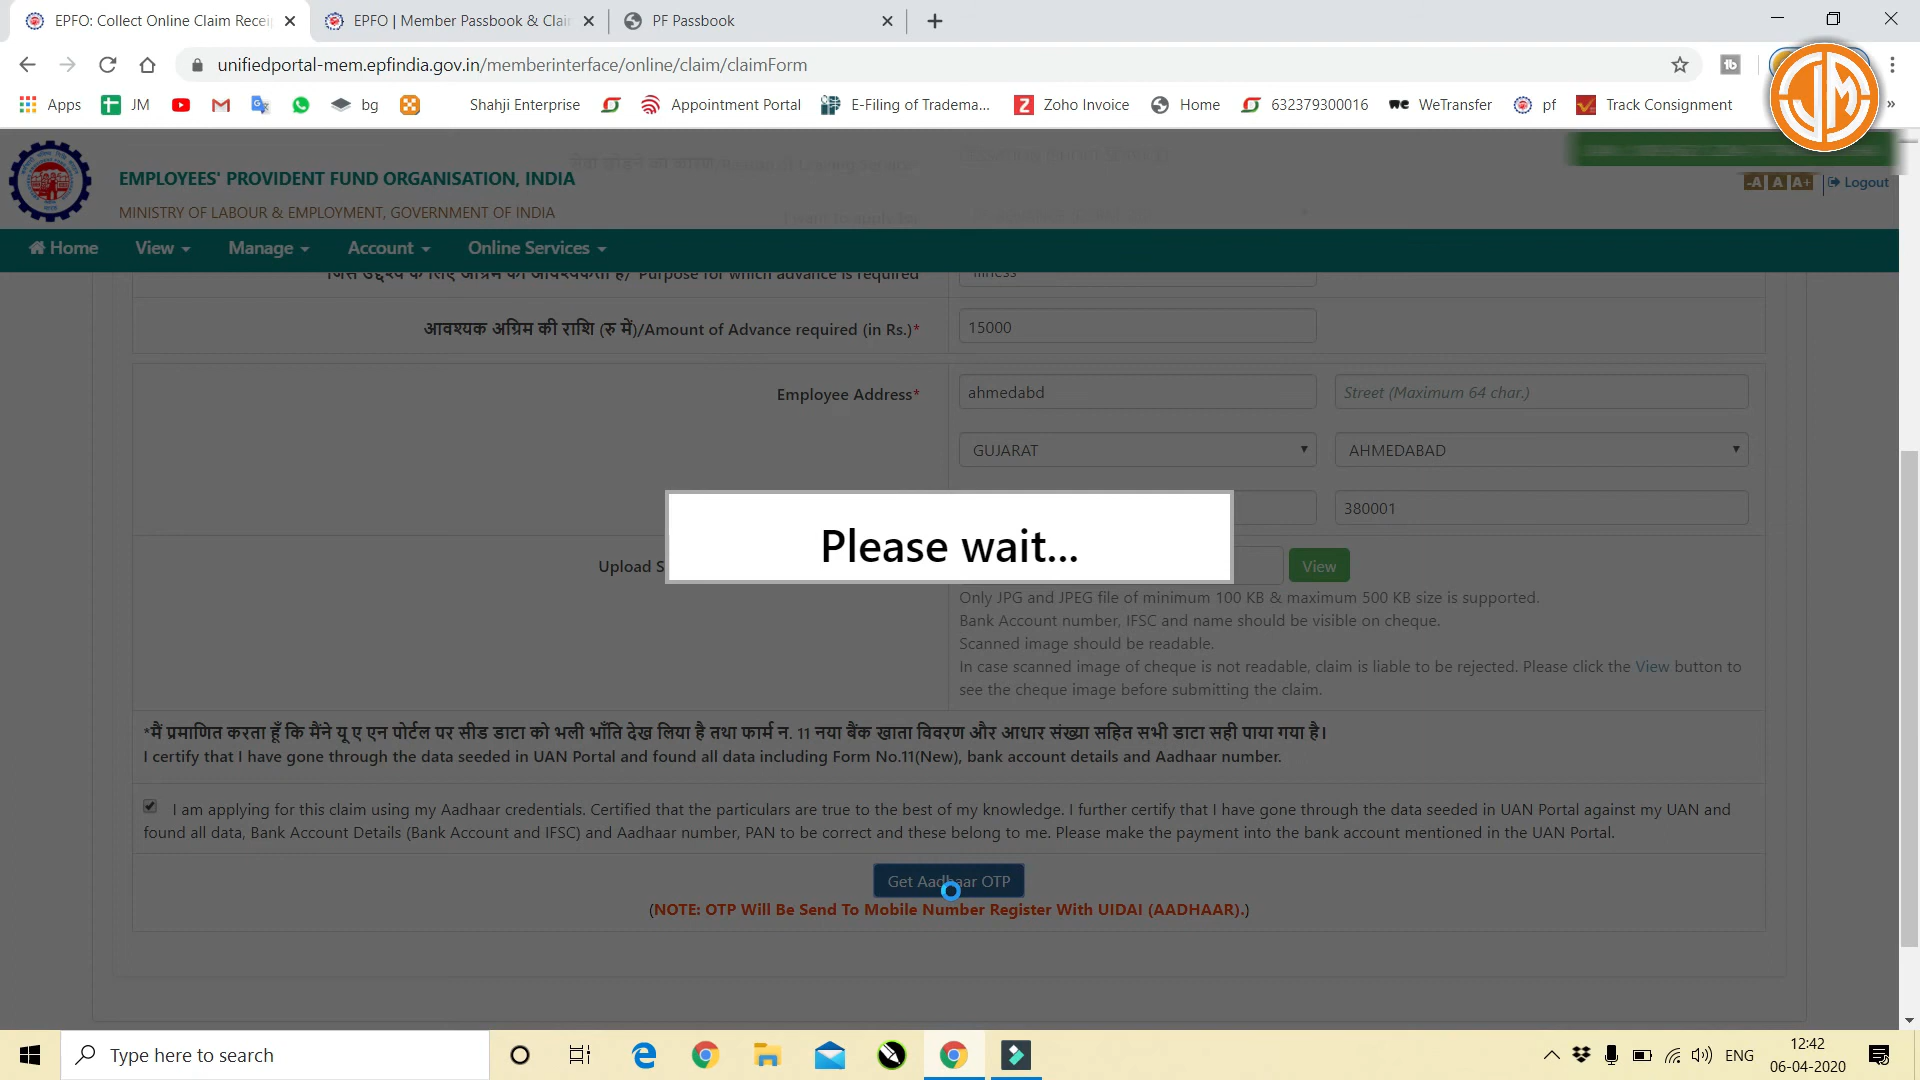 EPFO: Collect Online Claim Recei
EPFO | Member Passbook & Clai
PF Passbook
unifiedportal-mem.epfindia.gov.in/memberinterface/online/claim/claimForm
Apps JM bg Shahji Enterprise Appointment Portal E-Filing of Tradema... Zoho Invoice Home 632379300016 WeTransfer pf Track Consignment »
JM
EMPLOYEES' PROVIDENT FUND ORGANISATION, INDIA
MINISTRY OF LABOUR & EMPLOYMENT, GOVERNMENT OF INDIA
-A A A+ Logout
Home View Manage Account Online Services
जिस उद्देश्य के लिए अग्रिम की आवश्यकता है/ Purpose for which advance is required illness
आवश्यक अग्रिम की राशि (रु में)/Amount of Advance required (in Rs.)* 15000
Employee Address* ahmedabd Street (Maximum 64 char.)
GUJARAT AHMEDABAD
380001
Please wait...
Upload S View
Only JPG and JPEG file of minimum 100 KB & maximum 500 KB size is supported.
Bank Account number, IFSC and name should be visible on cheque.
Scanned image should be readable.
In case scanned image of cheque is not readable, claim is liable to be rejected. Please click the View button to
see the cheque image before submitting the claim.
*मैं प्रमाणित करता हूँ कि मैंने यू ए एन पोर्टल पर सीड डाटा को भली भाँति देख लिया है तथा फार्म न. 11 नया बैंक खाता विवरण और आधार संख्या सहित सभी डाटा सही पाया गया है।
I certify that I have gone through the data seeded in UAN Portal and found all data including Form No.11(New), bank account details and Aadhaar number.
I am applying for this claim using my Aadhaar credentials. Certified that the particulars are true to the best of my knowledge. I further certify that I have gone through the data seeded in UAN Portal against my UAN and
found all data, Bank Account Details (Bank Account and IFSC) and Aadhaar number, PAN to be correct and these belong to me. Please make the payment into the bank account mentioned in the UAN Portal.
Get Aadhaar OTP
(NOTE: OTP Will Be Send To Mobile Number Register With UIDAI (AADHAAR).)
Type here to search
ENG
12:42
06-04-2020